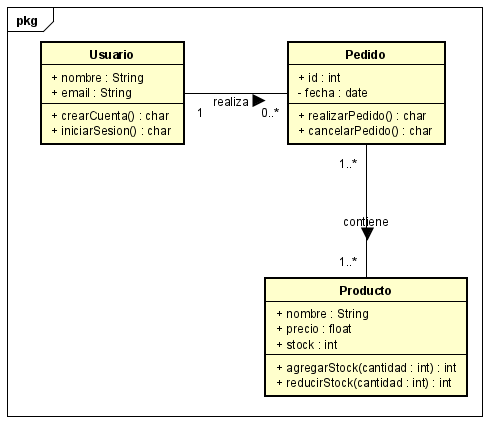 pkg
Usuario
+ nombre : String
+ email : String
+ crearCuenta() : char
+ iniciarSesion() : char
realiza
1
0..*
Pedido
+ id : int
- fecha : date
+ realizarPedido() : char
+ cancelarPedido() : char
1..*
contiene
1..*
Producto
+ nombre : String
+ precio : float
+ stock : int
+ agregarStock(cantidad : int) : int
+ reducirStock(cantidad : int) : int